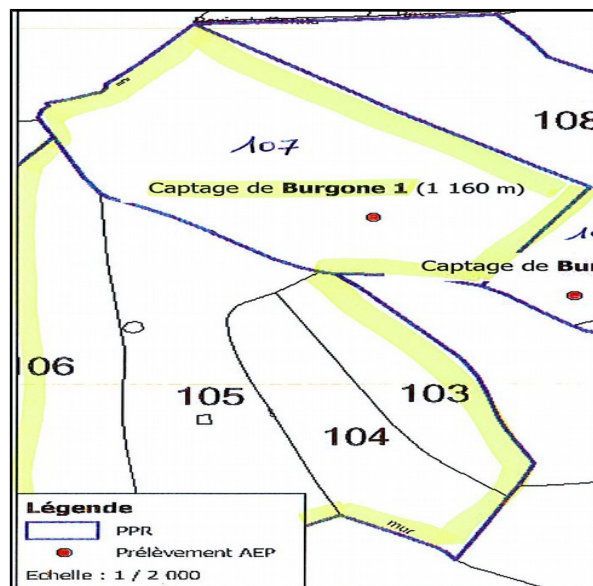 108
107
Captage de Burgone 1 (1 160 m)
Captage de Bur
106
105
103
104
mur
Légende
PPR
Prélèvement AEP
Echelle : 1 / 2 000